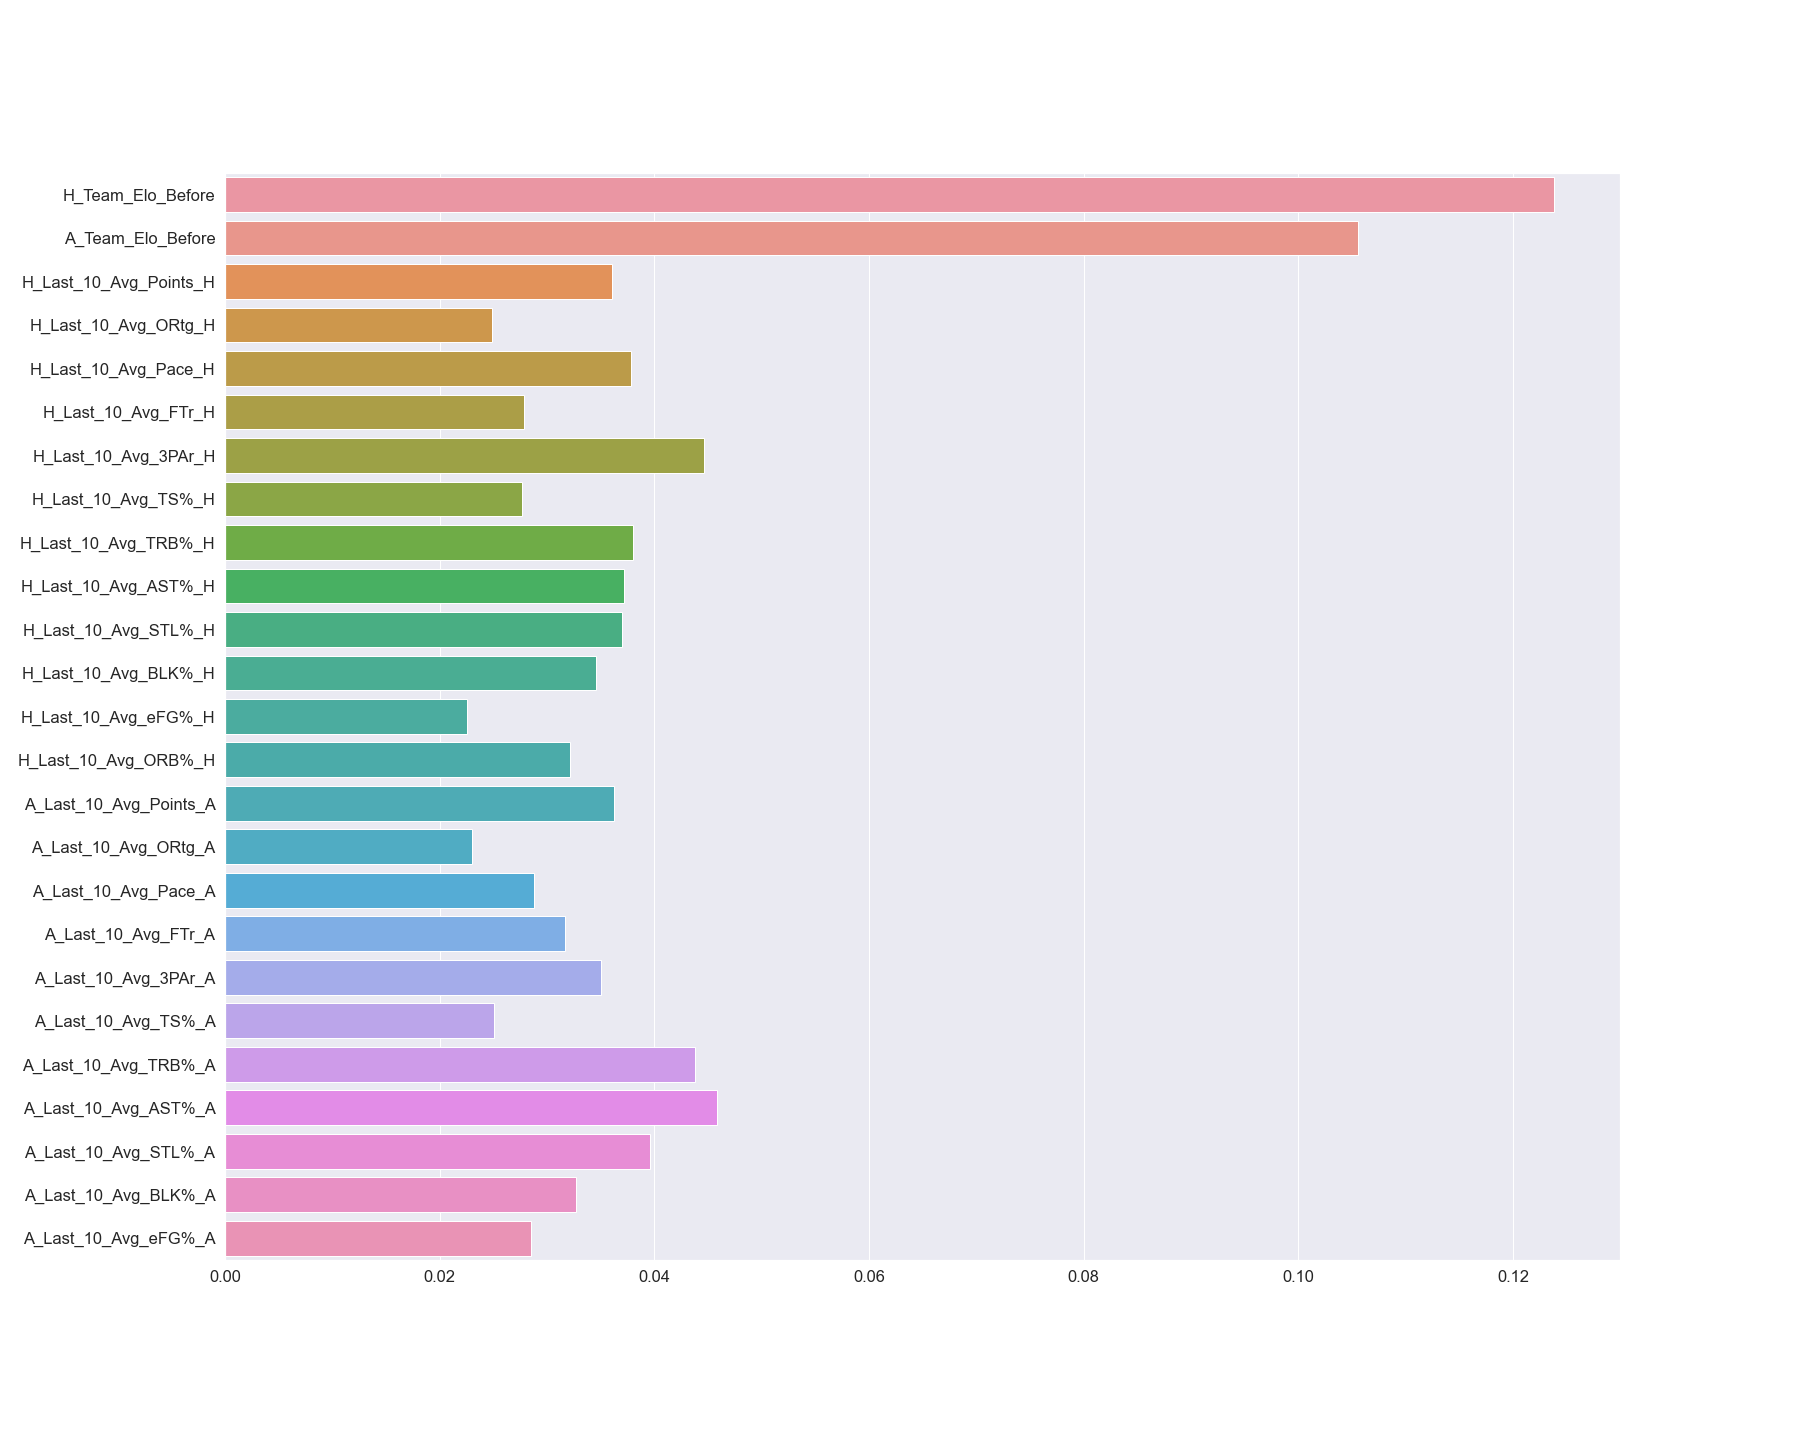 H_Team_Elo_Before
A_Team_Elo_Before
H_Last_10_Avg_Points_H
H_Last_10_Avg_ORtg_H
H_Last_10_Avg_Pace_H
H_Last_10_Avg_FTr_H
H_Last_10_Avg_3PAr_H
H_Last_10_Avg_TS%_H
H_Last_10_Avg_TRB%_H
H_Last_10_Avg_AST%_H
H_Last_10_Avg_STL%_H
H_Last_10_Avg_BLK%_H
H_Last_10_Avg_eFG%_H
H_Last_10_Avg_ORB%_H
A_Last_10_Avg_Points_A
A_Last_10_Avg_ORtg_A
A_Last_10_Avg_Pace_A
A_Last_10_Avg_FTr_A
A_Last_10_Avg_3PAr_A
A_Last_10_Avg_TS%_A
A_Last_10_Avg_TRB%_A
A_Last_10_Avg_AST%_A
A_Last_10_Avg_STL%_A
A_Last_10_Avg_BLK%_A
A_Last_10_Avg_eFG%_A
0.00 0.02 0.04 0.06 0.08 0.10 0.12